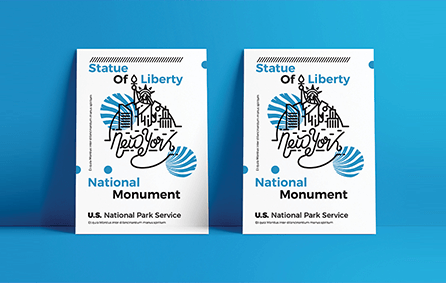 Statue
Of Liberty
New York
National
Monument
U.S. National Park Service
Statue
Of Liberty
New York
National
Monument
U.S. National Park Service